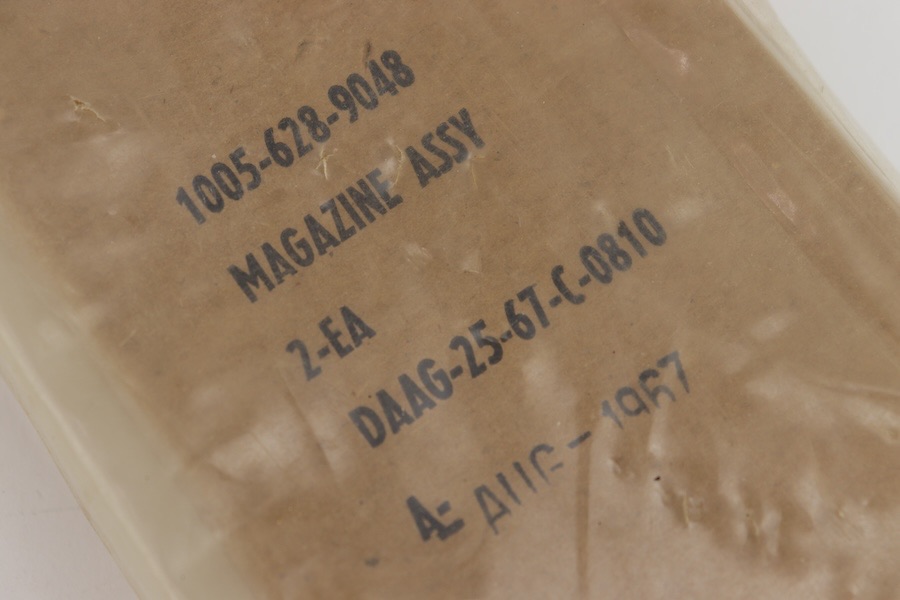 1005-628-9048
MAGAZINE ASSY
2-EA
DAAG-25-67-C-0810
A- AUG-1967